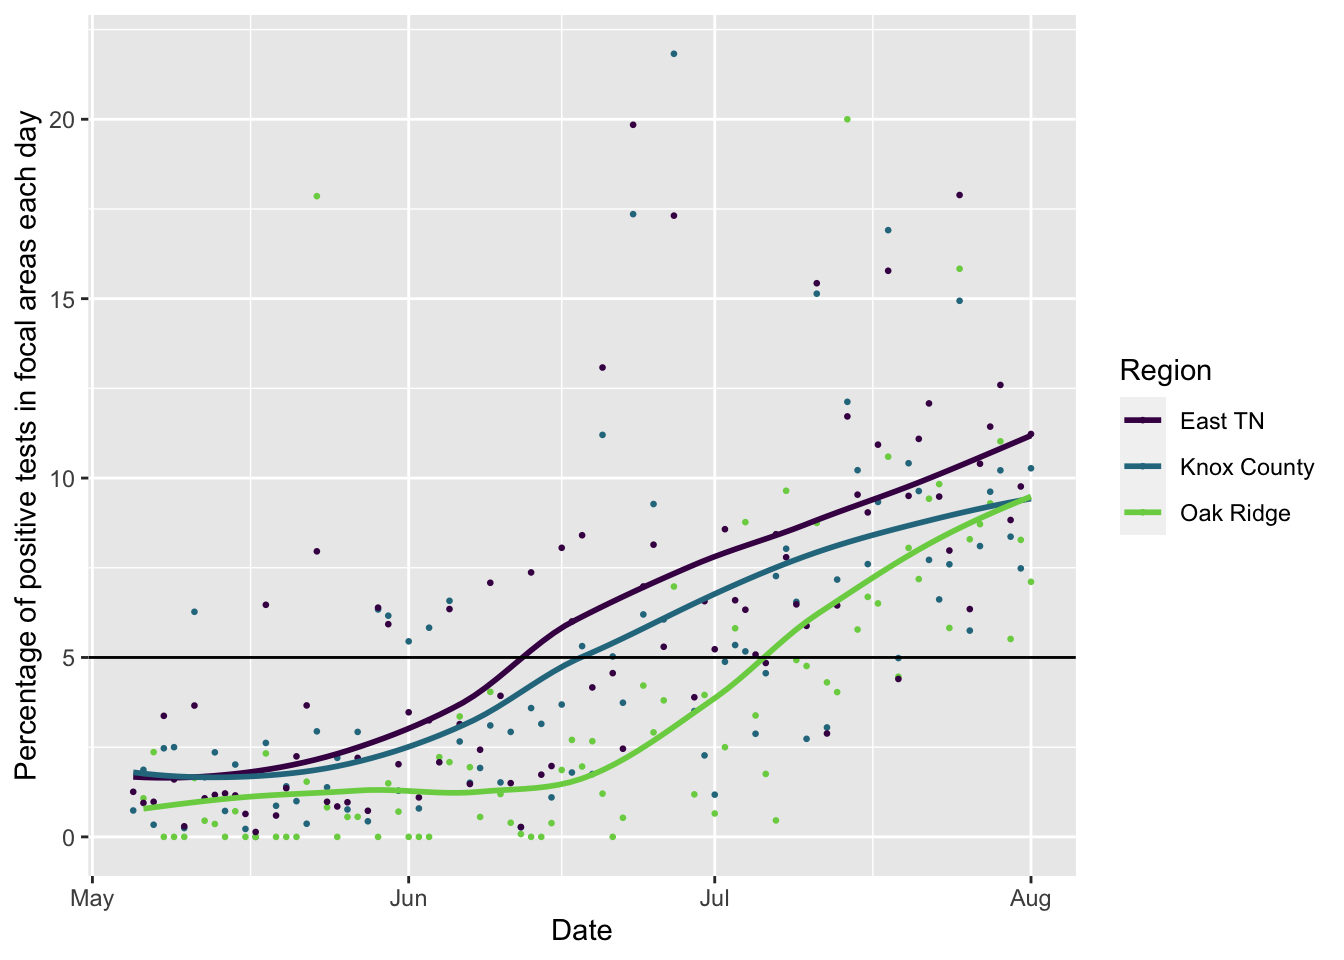 Percentage of positive tests in focal areas each day
20
15
10
5
0
May
Jun
Jul
Aug
Date
Region
East TN
Knox County
Oak Ridge